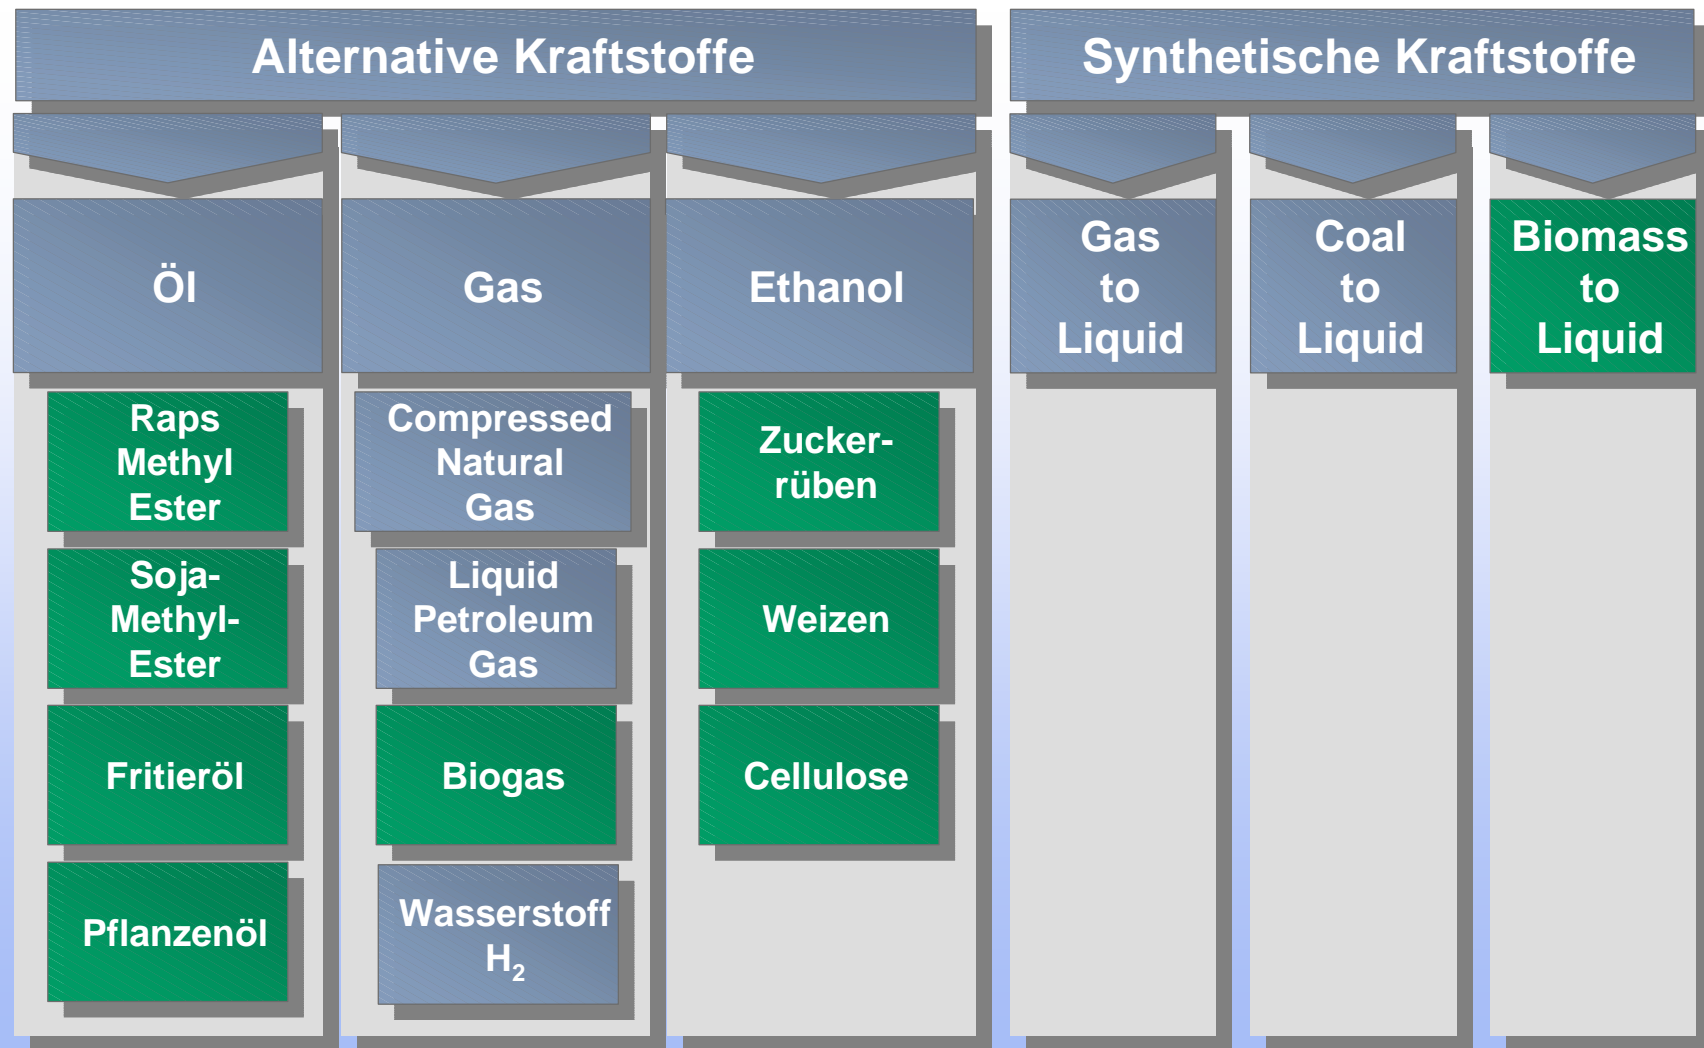 Alternative Kraftstoffe
Synthetische Kraftstoffe
Öl
Gas
Ethanol
Gas
to
Liquid
Coal
to
Liquid
Biomass
to
Liquid
Raps
Methyl
Ester
Compressed
Natural
Gas
Zucker-
rüben
Soja-
Methyl-
Ester
Liquid
Petroleum
Gas
Weizen
Fritieröl
Biogas
Cellulose
Pflanzenöl
Wasserstoff
H₂